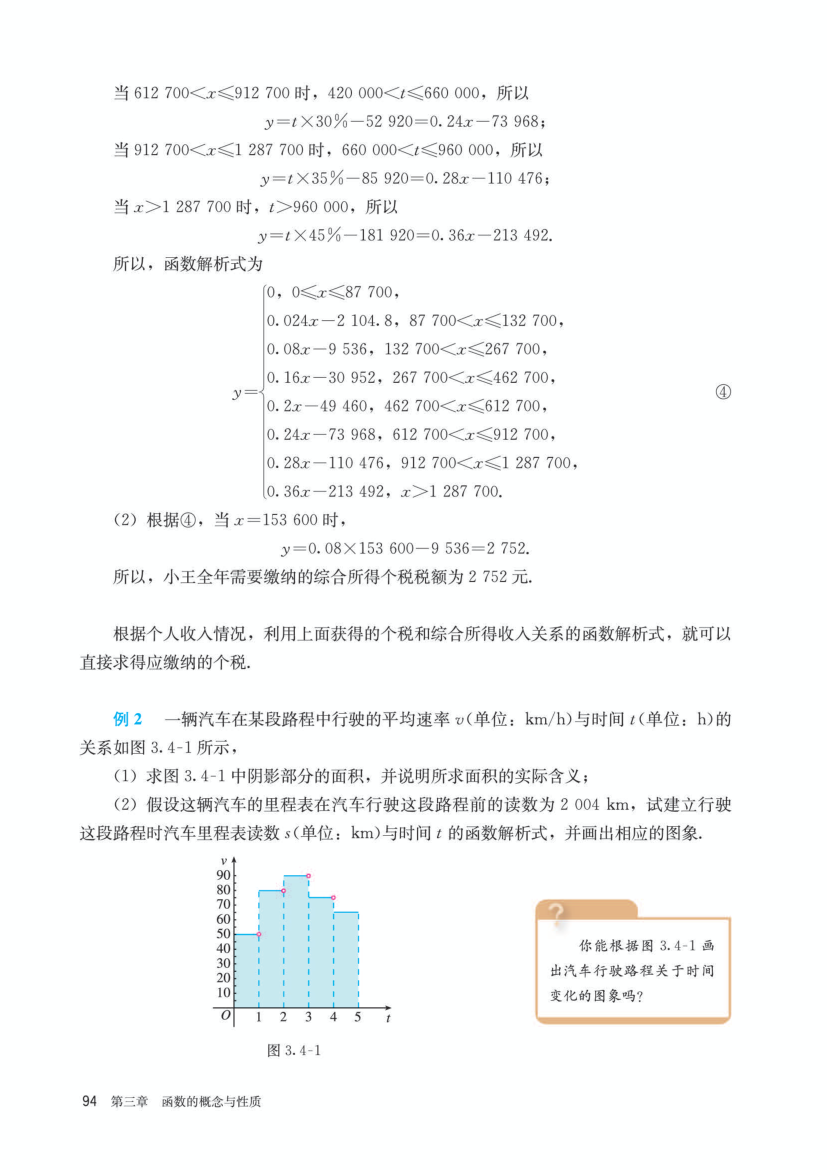 当 612 700<x≤912 700 时，420 000<t≤660 000，所以
y=t×30%−52 920=0.24x−73 968；
当 912 700<x≤1 287 700 时，660 000<t≤960 000，所以
y=t×35%−85 920=0.28x−110 476；
当 x>1 287 700 时，t>960 000，所以
y=t×45%−181 920=0.36x−213 492.
所以，函数解析式为
0，0≤x≤87 700，
0.024x−2 104.8，87 700<x≤132 700，
0.08x−9 536，132 700<x≤267 700，
0.16x−30 952，267 700<x≤462 700，
y={ ④
0.2x−49 460，462 700<x≤612 700，
0.24x−73 968，612 700<x≤912 700，
0.28x−110 476，912 700<x≤1 287 700，
0.36x−213 492，x>1 287 700.
（2）根据④，当 x=153 600 时，
y=0.08×153 600−9 536=2 752.
所以，小王全年需要缴纳的综合所得个税税额为 2 752 元.
根据个人收入情况，利用上面获得的个税和综合所得收入关系的函数解析式，就可以
直接求得应缴纳的个税.
例 2 一辆汽车在某段路程中行驶的平均速率 v(单位：km/h)与时间 t(单位：h)的
关系如图 3.4-1 所示，
（1）求图 3.4-1 中阴影部分的面积，并说明所求面积的实际含义；
（2）假设这辆汽车的里程表在汽车行驶这段路程前的读数为 2 004 km，试建立行驶
这段路程时汽车里程表读数 s(单位：km)与时间 t 的函数解析式，并画出相应的图象.
v
90
80
70
60
50
40
30
20
10
O 1 2 3 4 5 t
图 3.4-1
?
你能根据图 3.4-1 画
出汽车行驶路程关于时间
变化的图象吗?
94 第三章 函数的概念与性质